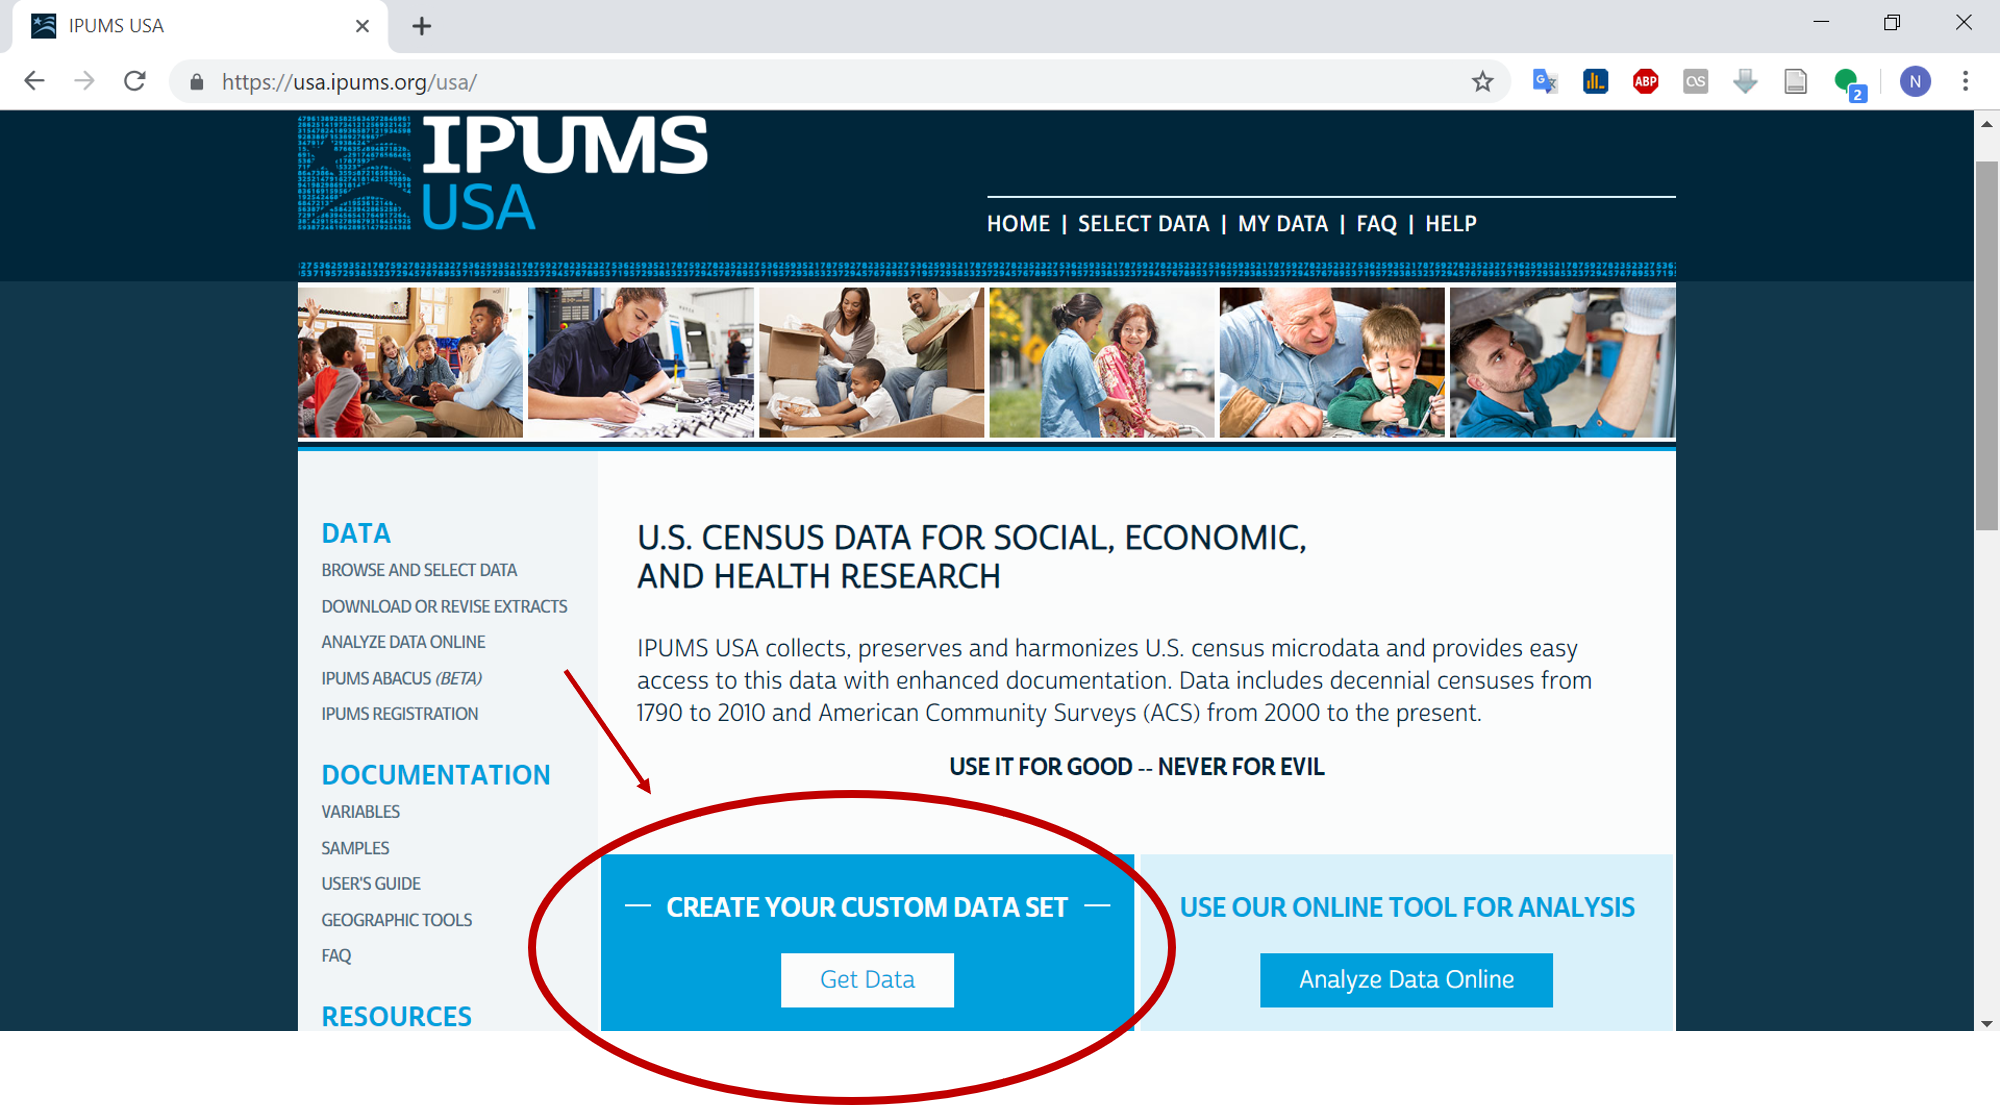 IPUMS USA
https://usa.ipums.org/usa/
G
ABP
2
N
IPUMS
USA
HOME | SELECT DATA | MY DATA | FAQ | HELP
DATA
BROWSE AND SELECT DATA
DOWNLOAD OR REVISE EXTRACTS
ANALYZE DATA ONLINE
IPUMS ABACUS (BETA)
IPUMS REGISTRATION
DOCUMENTATION
VARIABLES
SAMPLES
USER'S GUIDE
GEOGRAPHIC TOOLS
FAQ
RESOURCES
U.S. CENSUS DATA FOR SOCIAL, ECONOMIC,
AND HEALTH RESEARCH
IPUMS USA collects, preserves and harmonizes U.S. census microdata and provides easy
access to this data with enhanced documentation. Data includes decennial censuses from
1790 to 2010 and American Community Surveys (ACS) from 2000 to the present.
USE IT FOR GOOD -- NEVER FOR EVIL
CREATE YOUR CUSTOM DATA SET
Get Data
USE OUR ONLINE TOOL FOR ANALYSIS
Analyze Data Online